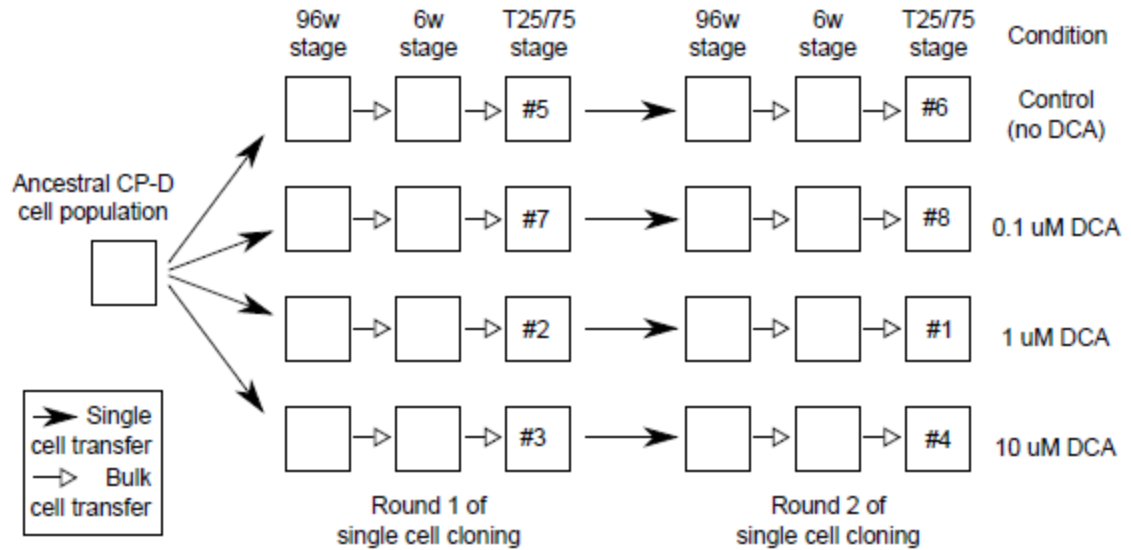 96w 6w T25/75 96w 6w T25/75
stage stage stage stage stage stage Condition
#5 #6 Control
(no DCA)
Ancestral CP-D
cell population
#7 #8 0.1 uM DCA
#2 #1 1 uM DCA
Single
cell transfer
Bulk
cell transfer
#3 #4 10 uM DCA
Round 1 of
single cell cloning
Round 2 of
single cell cloning